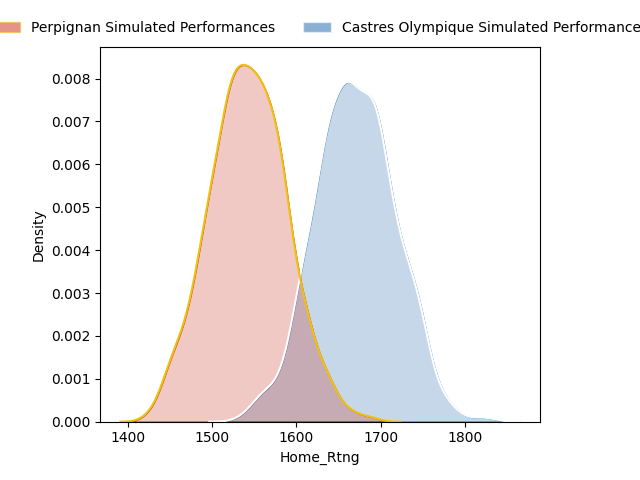 Perpignan Simulated Performances Castres Olympique Simulated Performance
0.008
0.007
0.006
0.005
0.004
0.003
0.002
0.001
0.000
Density
1400 1500 1600 1700 1800
Home_Rtng